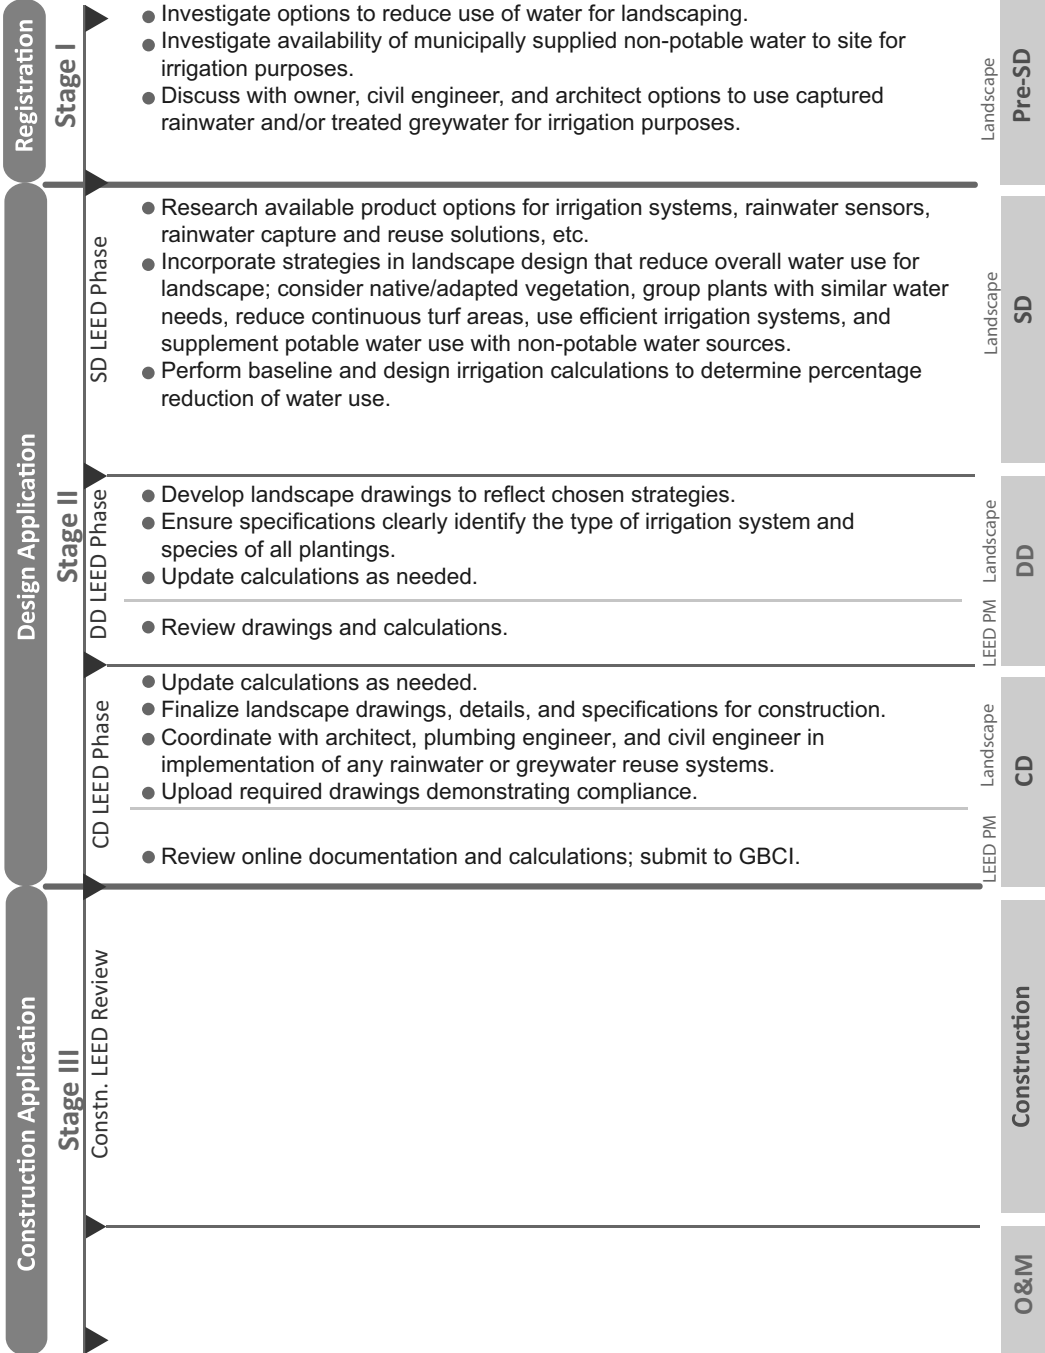 Registration
Stage I
● Investigate options to reduce use of water for landscaping.
● Investigate availability of municipally supplied non-potable water to site for
irrigation purposes.
● Discuss with owner, civil engineer, and architect options to use captured
rainwater and/or treated greywater for irrigation purposes.
Landscape
Pre-SD
Design Application
Stage II
SD LEED Phase
● Research available product options for irrigation systems, rainwater sensors,
rainwater capture and reuse solutions, etc.
● Incorporate strategies in landscape design that reduce overall water use for
landscape; consider native/adapted vegetation, group plants with similar water
needs, reduce continuous turf areas, use efficient irrigation systems, and
supplement potable water use with non-potable water sources.
● Perform baseline and design irrigation calculations to determine percentage
reduction of water use.
Landscape
SD
DD LEED Phase
● Develop landscape drawings to reflect chosen strategies.
● Ensure specifications clearly identify the type of irrigation system and
species of all plantings.
● Update calculations as needed.
Landscape
● Review drawings and calculations.
LEED PM
DD
CD LEED Phase
● Update calculations as needed.
● Finalize landscape drawings, details, and specifications for construction.
● Coordinate with architect, plumbing engineer, and civil engineer in
implementation of any rainwater or greywater reuse systems.
● Upload required drawings demonstrating compliance.
Landscape
● Review online documentation and calculations; submit to GBCI.
LEED PM
CD
Construction Application
Stage III
Constn. LEED Review
Construction
O&M